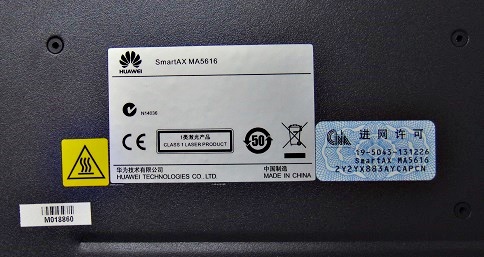 HUAWEI
SmartAX MA5616
N14036
1类激光产品
CLASS 1 LASER PRODUCT
50
华为技术有限公司
HUAWEI TECHNOLOGIES CO., LTD.
中国制造
MADE IN CHINA
进网许可
19-5043-131226
SmartAX MA5616
2Y2YX883AYCAPCN
M018860